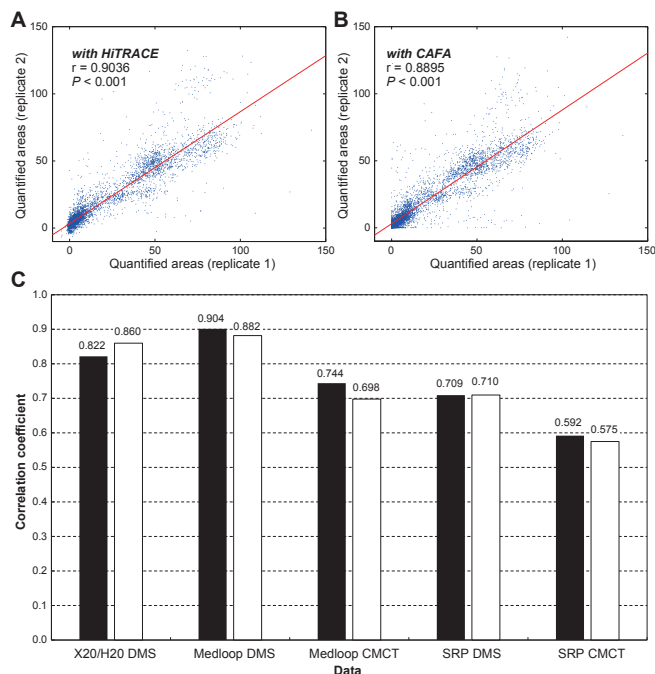 A
150
100
50
0
with HiTRACE
r = 0.9036
P < 0.001
Quantified areas (replicate 2)
0
50
100
150
Quantified areas (replicate 1)
B
150
100
50
0
with CAFA
r = 0.8895
P < 0.001
Quantified areas (replicate 2)
0
50
100
150
Quantified areas (replicate 1)
C
1.0
0.9
0.8
0.7
0.6
0.5
0.4
0.3
0.2
0.1
0.0
Correlation coefficient
0.822
0.860
0.904
0.882
0.744
0.698
0.709
0.710
0.592
0.575
X20/H20 DMS
Medloop DMS
Medloop CMCT
SRP DMS
SRP CMCT
Data